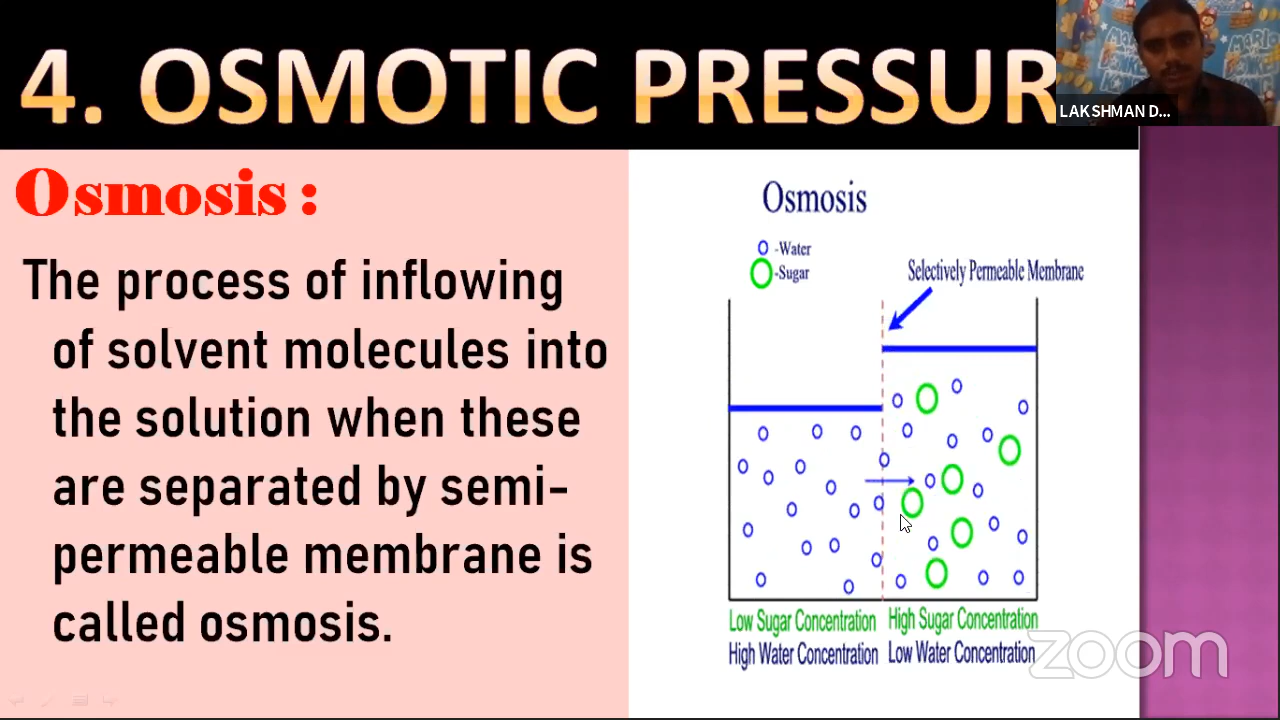 4. OSMOTIC PRESSUR
LAKSHMAN D...
Osmosis :
The process of inflowing
of solvent molecules into
the solution when these
are separated by semi-
permeable membrane is
called osmosis.
Osmosis
-Water
-Sugar
Selectively Permeable Membrane
Low Sugar Concentration
High Sugar Concentration
High Water Concentration
Low Water Concentration
zoom